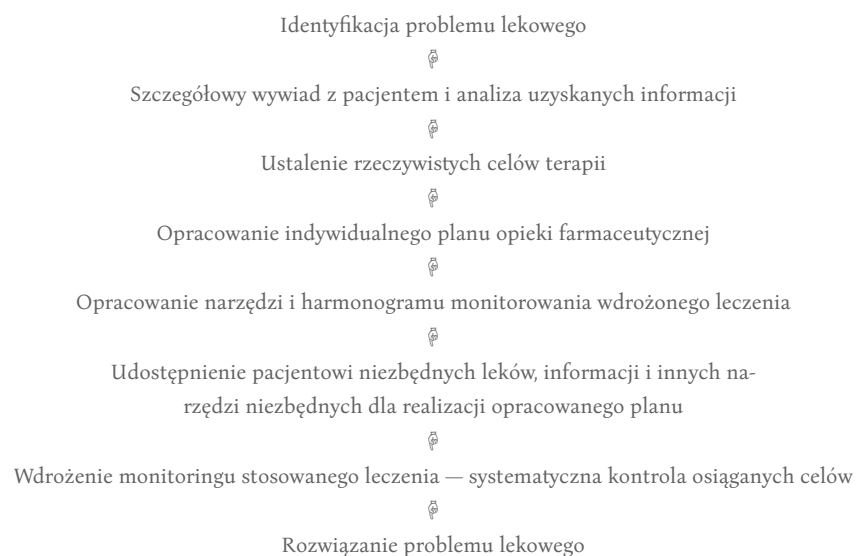 Identyfikacja problemu lekowego
☟
Szczegółowy wywiad z pacjentem i analiza uzyskanych informacji
☟
Ustalenie rzeczywistych celów terapii
☟
Opracowanie indywidualnego planu opieki farmaceutycznej
☟
Opracowanie narzędzi i harmonogramu monitorowania wdrożonego leczenia
☟
Udostępnienie pacjentowi niezbędnych leków, informacji i innych na-
rzędzi niezbędnych dla realizacji opracowanego planu
☟
Wdrożenie monitoringu stosowanego leczenia — systematyczna kontrola osiąganych celów
☟
Rozwiązanie problemu lekowego